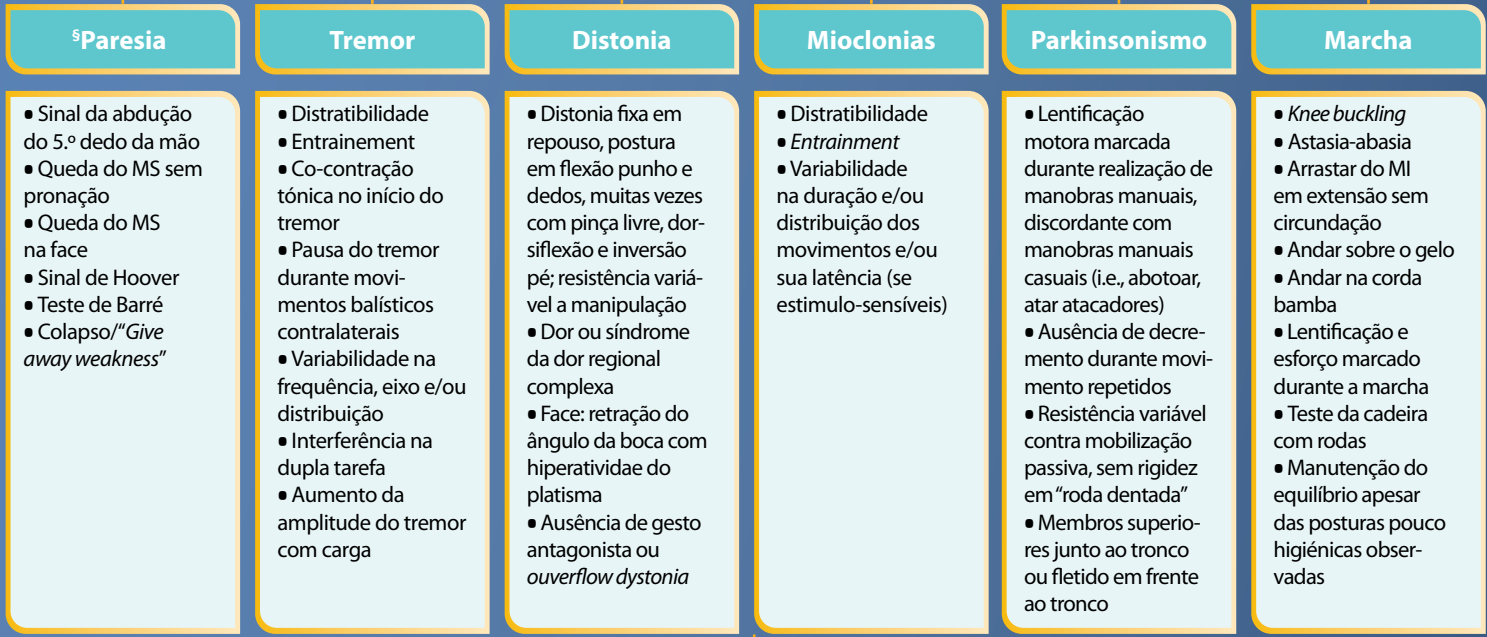 §Paresia
• Sinal da abdução
do 5.º dedo da mão
• Queda do MS sem
pronação
• Queda do MS
na face
• Sinal de Hoover
• Teste de Barré
• Colapso/“Give
away weakness”
Tremor
• Distratibilidade
• Entrainement
• Co-contração
tónica no início do
tremor
• Pausa do tremor
durante movi-
mentos balísticos
contralaterais
• Variabilidade na
frequência, eixo e/ou
distribuição
• Interferência na
dupla tarefa
• Aumento da
amplitude do tremor
com carga
Distonia
• Distonia fixa em
repouso, postura
em flexão punho e
dedos, muitas vezes
com pinça livre, dor-
siflexão e inversão
pé; resistência variá-
vel a manipulação
• Dor ou síndrome
da dor regional
complexa
• Face: retração do
ângulo da boca com
hiperatividae do
platisma
• Ausência de gesto
antagonista ou
ouverflow dystonia
Mioclonias
• Distratibilidade
• Entrainment
• Variabilidade
na duração e/ou
distribuição dos
movimentos e/ou
sua latência (se
estimulo-sensíveis)
Parkinsonismo
• Lentificação
motora marcada
durante realização de
manobras manuais,
discordante com
manobras manuais
casuais (i.e., abotoar,
atar atacadores)
• Ausência de decre-
mento durante movi-
mento repetidos
• Resistência variável
contra mobilização
passiva, sem rigidez
em “roda dentada”
• Membros superio-
res junto ao tronco
ou fletido em frente
ao tronco
Marcha
• Knee buckling
• Astasia-abasia
• Arrastar do MI
em extensão sem
circundação
• Andar sobre o gelo
• Andar na corda
bamba
• Lentificação e
esforço marcado
durante a marcha
• Teste da cadeira
com rodas
• Manutenção do
equilíbrio apesar
das posturas pouco
higiénicas obser-
vadas